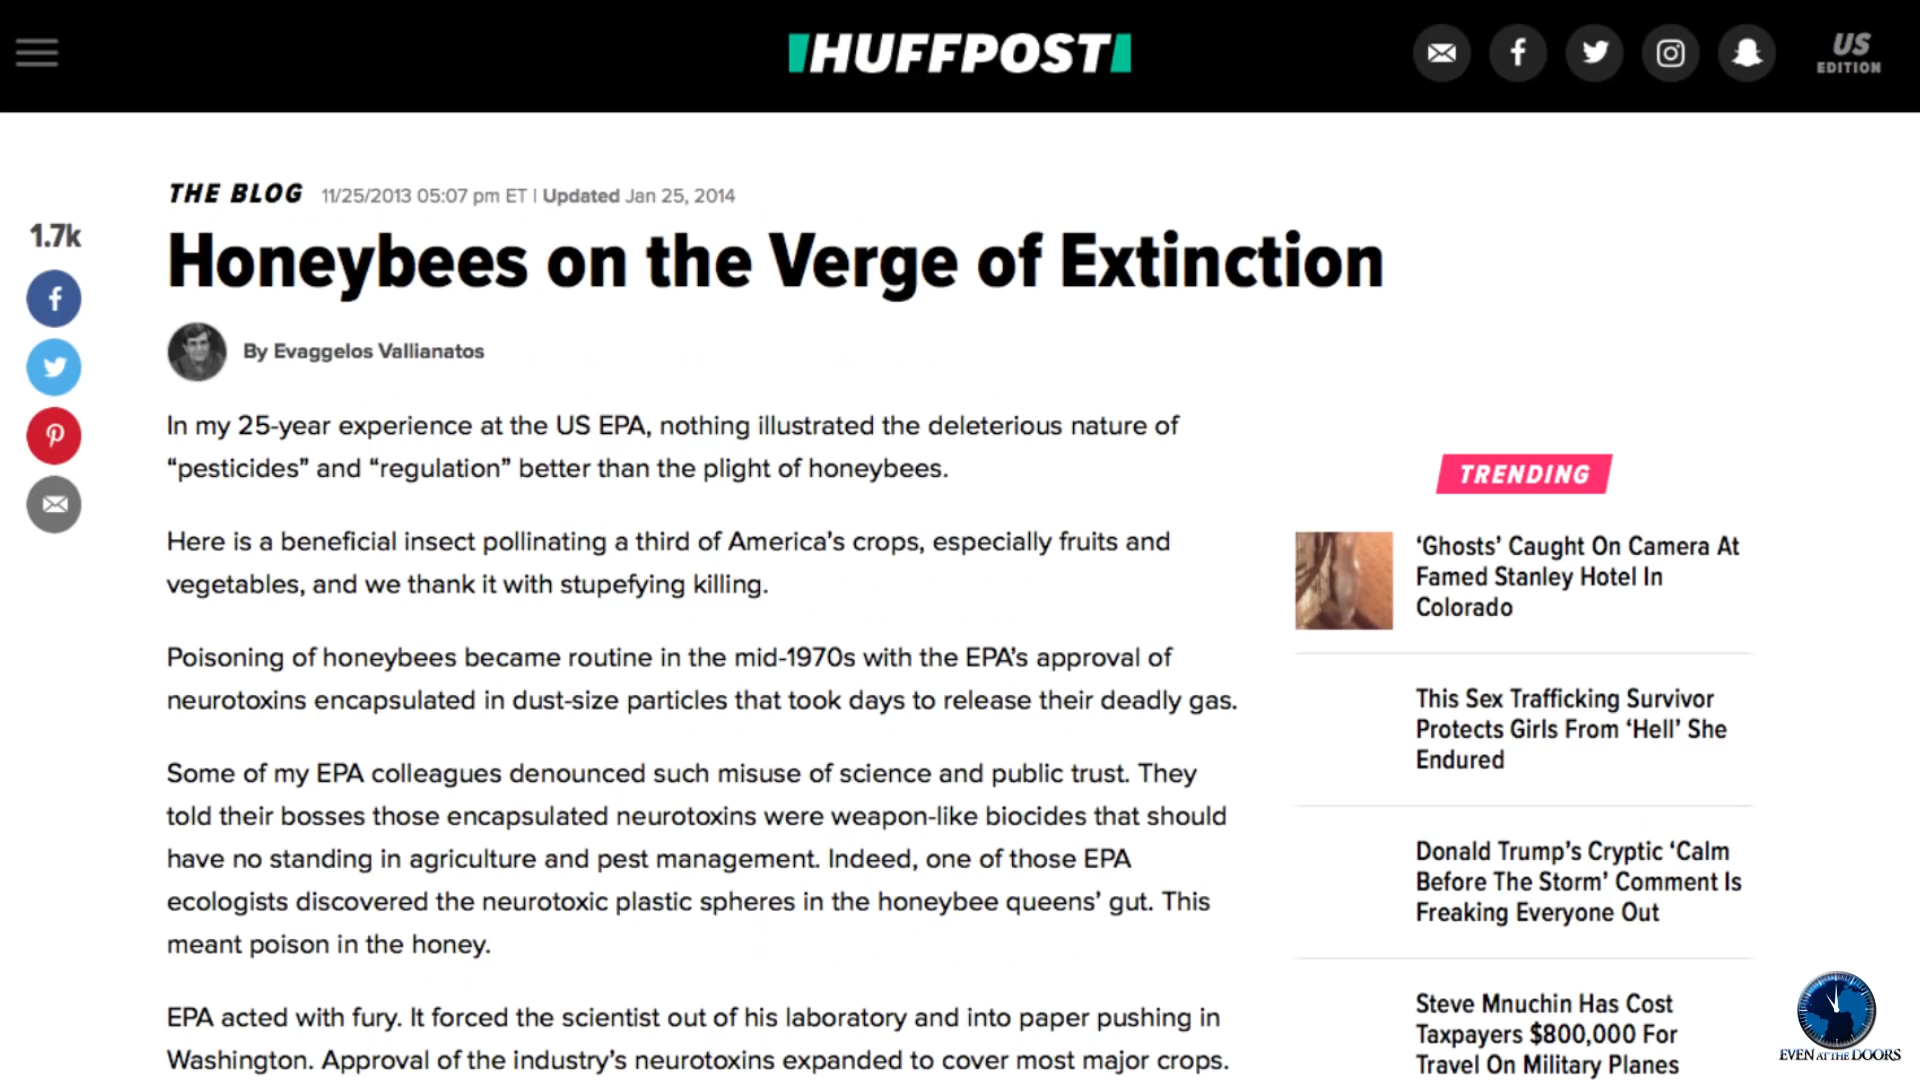 HUFFPOST
US
EDITION
THE BLOG 11/25/2013 05:07 pm ET | Updated Jan 25, 2014
1.7k
Honeybees on the Verge of Extinction
By Evaggelos Vallianatos
In my 25-year experience at the US EPA, nothing illustrated the deleterious nature of
“pesticides” and “regulation” better than the plight of honeybees.
Here is a beneficial insect pollinating a third of America’s crops, especially fruits and
vegetables, and we thank it with stupefying killing.
Poisoning of honeybees became routine in the mid-1970s with the EPA’s approval of
neurotoxins encapsulated in dust-size particles that took days to release their deadly gas.
Some of my EPA colleagues denounced such misuse of science and public trust. They
told their bosses those encapsulated neurotoxins were weapon-like biocides that should
have no standing in agriculture and pest management. Indeed, one of those EPA
ecologists discovered the neurotoxic plastic spheres in the honeybee queens’ gut. This
meant poison in the honey.
EPA acted with fury. It forced the scientist out of his laboratory and into paper pushing in
Washington. Approval of the industry’s neurotoxins expanded to cover most major crops.
TRENDING
‘Ghosts’ Caught On Camera At
Famed Stanley Hotel In
Colorado
This Sex Trafficking Survivor
Protects Girls From ‘Hell’ She
Endured
Donald Trump’s Cryptic ‘Calm
Before The Storm’ Comment Is
Freaking Everyone Out
Steve Mnuchin Has Cost
Taxpayers $800,000 For
Travel On Military Planes
EVEN AT THE DOORS